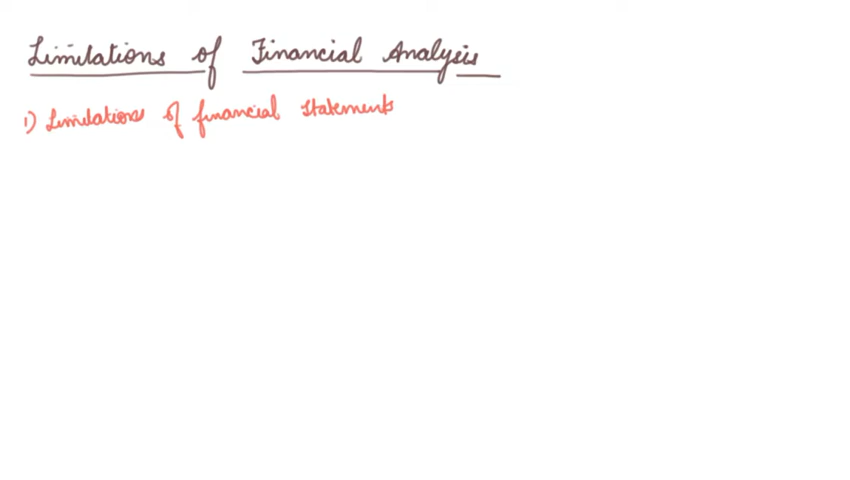 Limitations of Financial Analysis
1) Limitations of financial statements